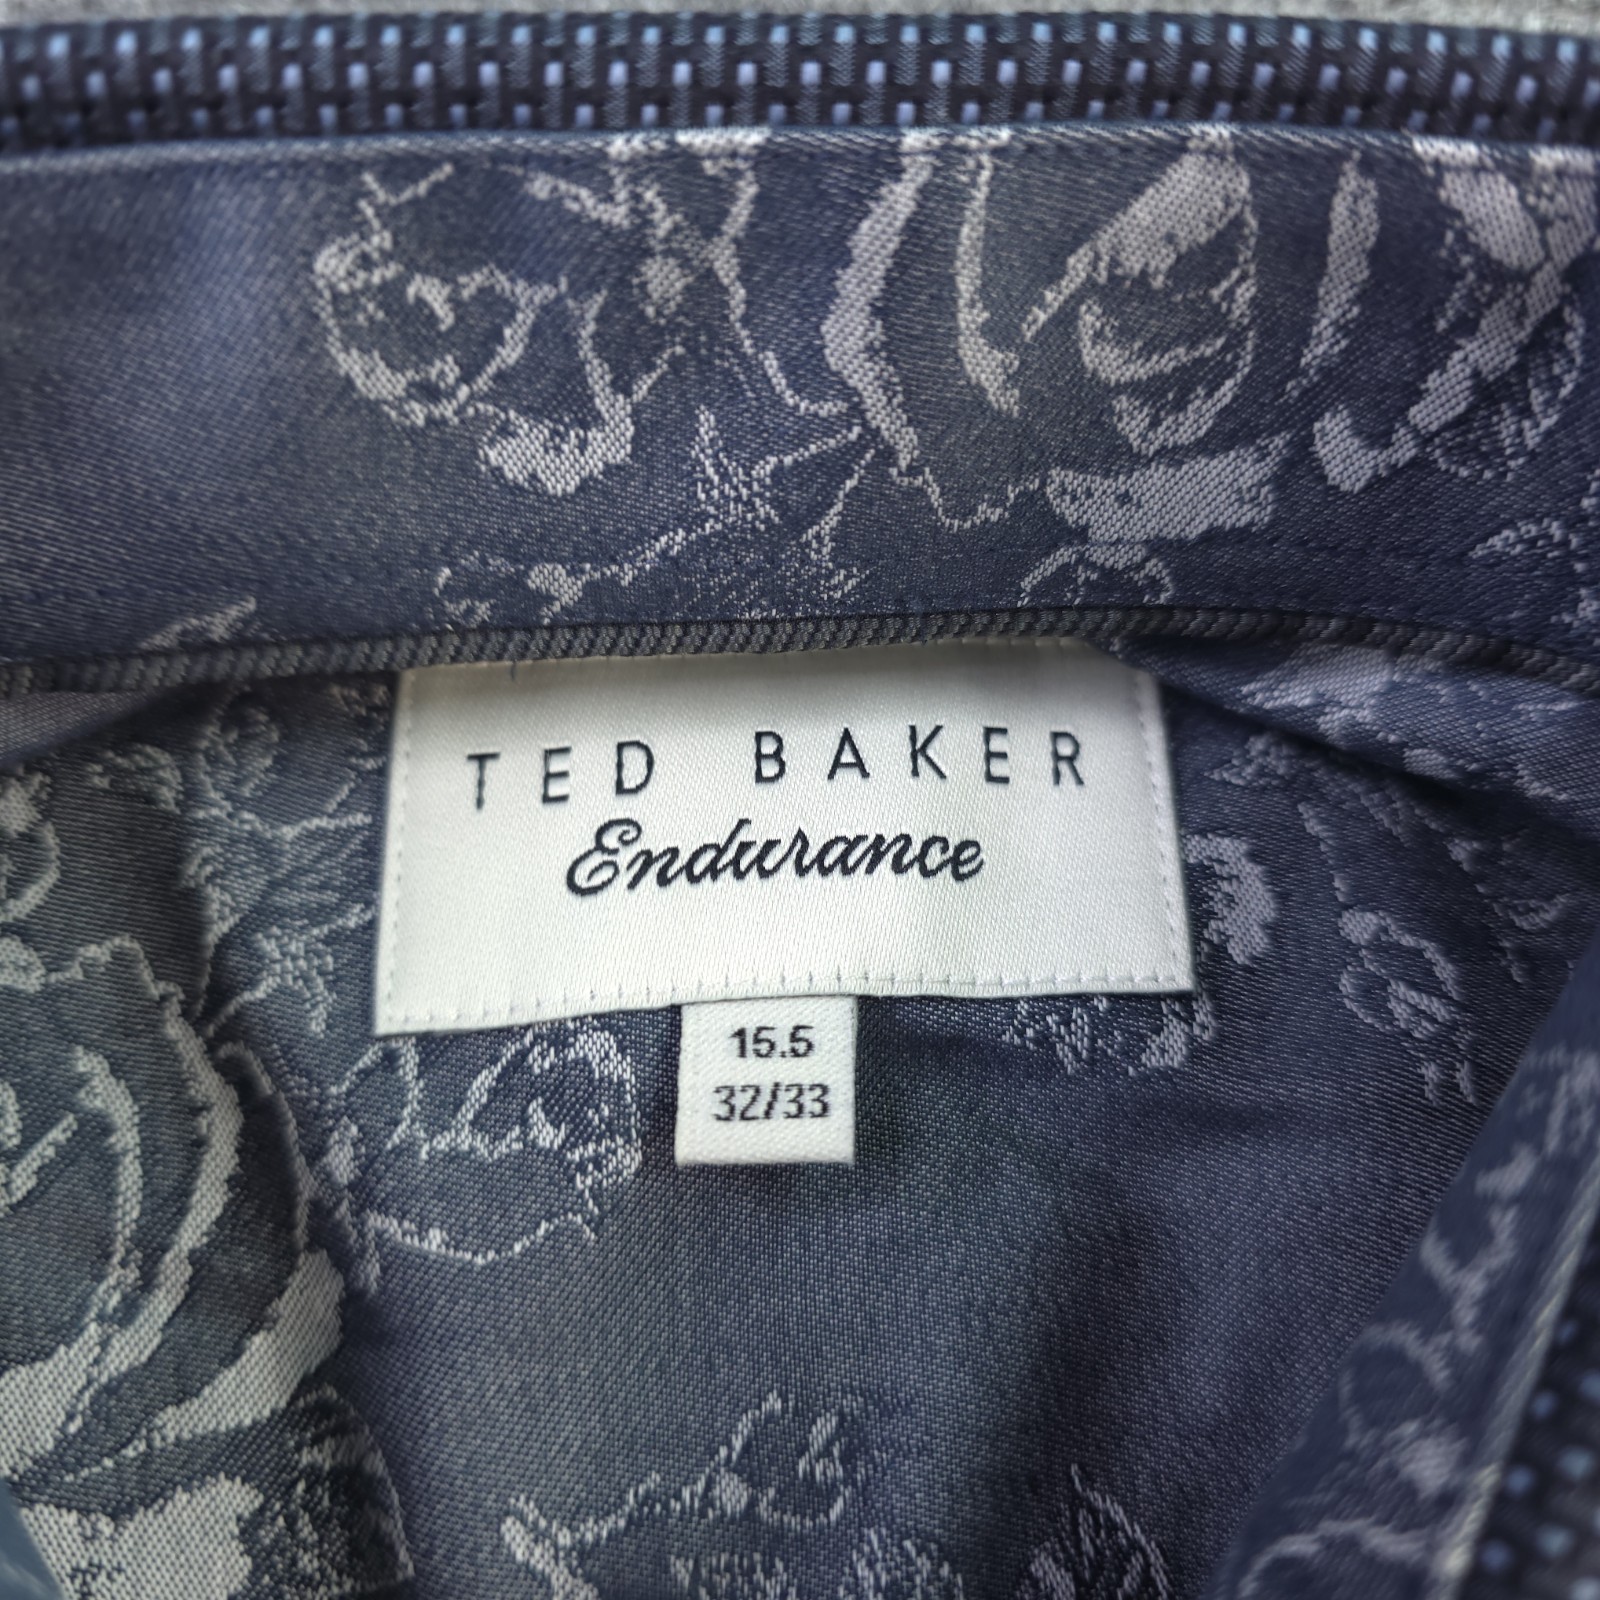 TED BAKER
Endurance
15.5
32/33